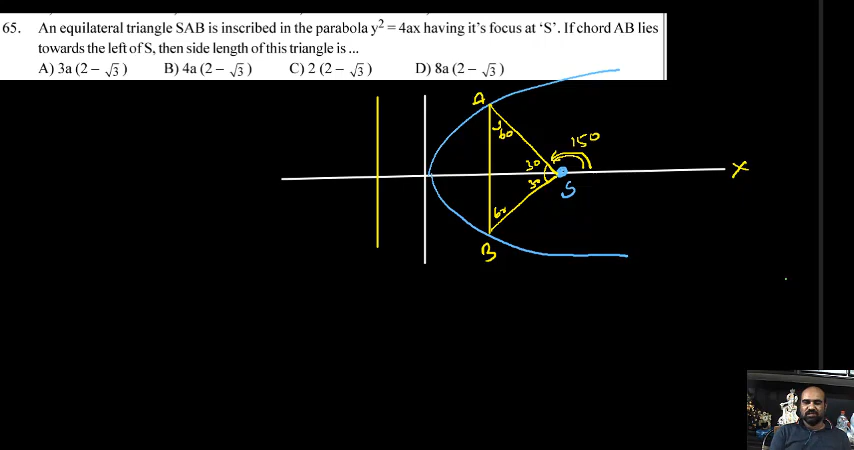 65. An equilateral triangle SAB is inscribed in the parabola y² = 4ax having it's focus at 'S'. If chord AB lies
towards the left of S, then side length of this triangle is ...
A) 3a (2 – √3) B) 4a (2 – √3) C) 2 (2 – √3) D) 8a (2 – √3)
A
60
150
30
30
X
S
60
B